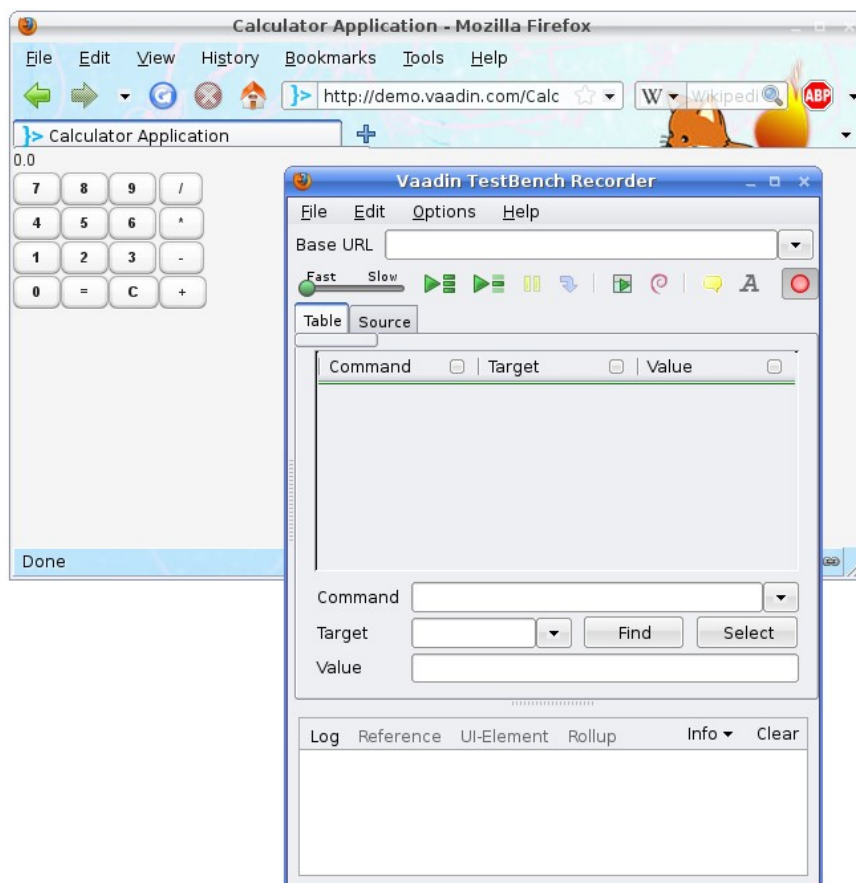 Calculator Application - Mozilla Firefox
File Edit View History Bookmarks Tools Help
}> http://demo.vaadin.com/Calc W Wikipedi ABP
}> Calculator Application
0.0
7 8 9 /
4 5 6 *
1 2 3 -
0 = C +
Done
Vaadin TestBench Recorder
File Edit Options Help
Base URL
Fast Slow A
Table Source
Command Target Value
Command
Target Find Select
Value
Log Reference UI-Element Rollup Info Clear